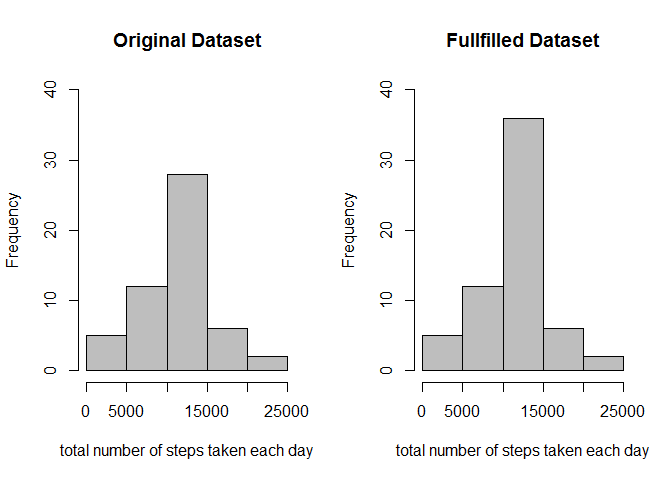 Original Dataset
Frequency
0
10
20
30
40
0 5000 15000 25000
total number of steps taken each day
Fullfilled Dataset
Frequency
0
10
20
30
40
0 5000 15000 25000
total number of steps taken each day